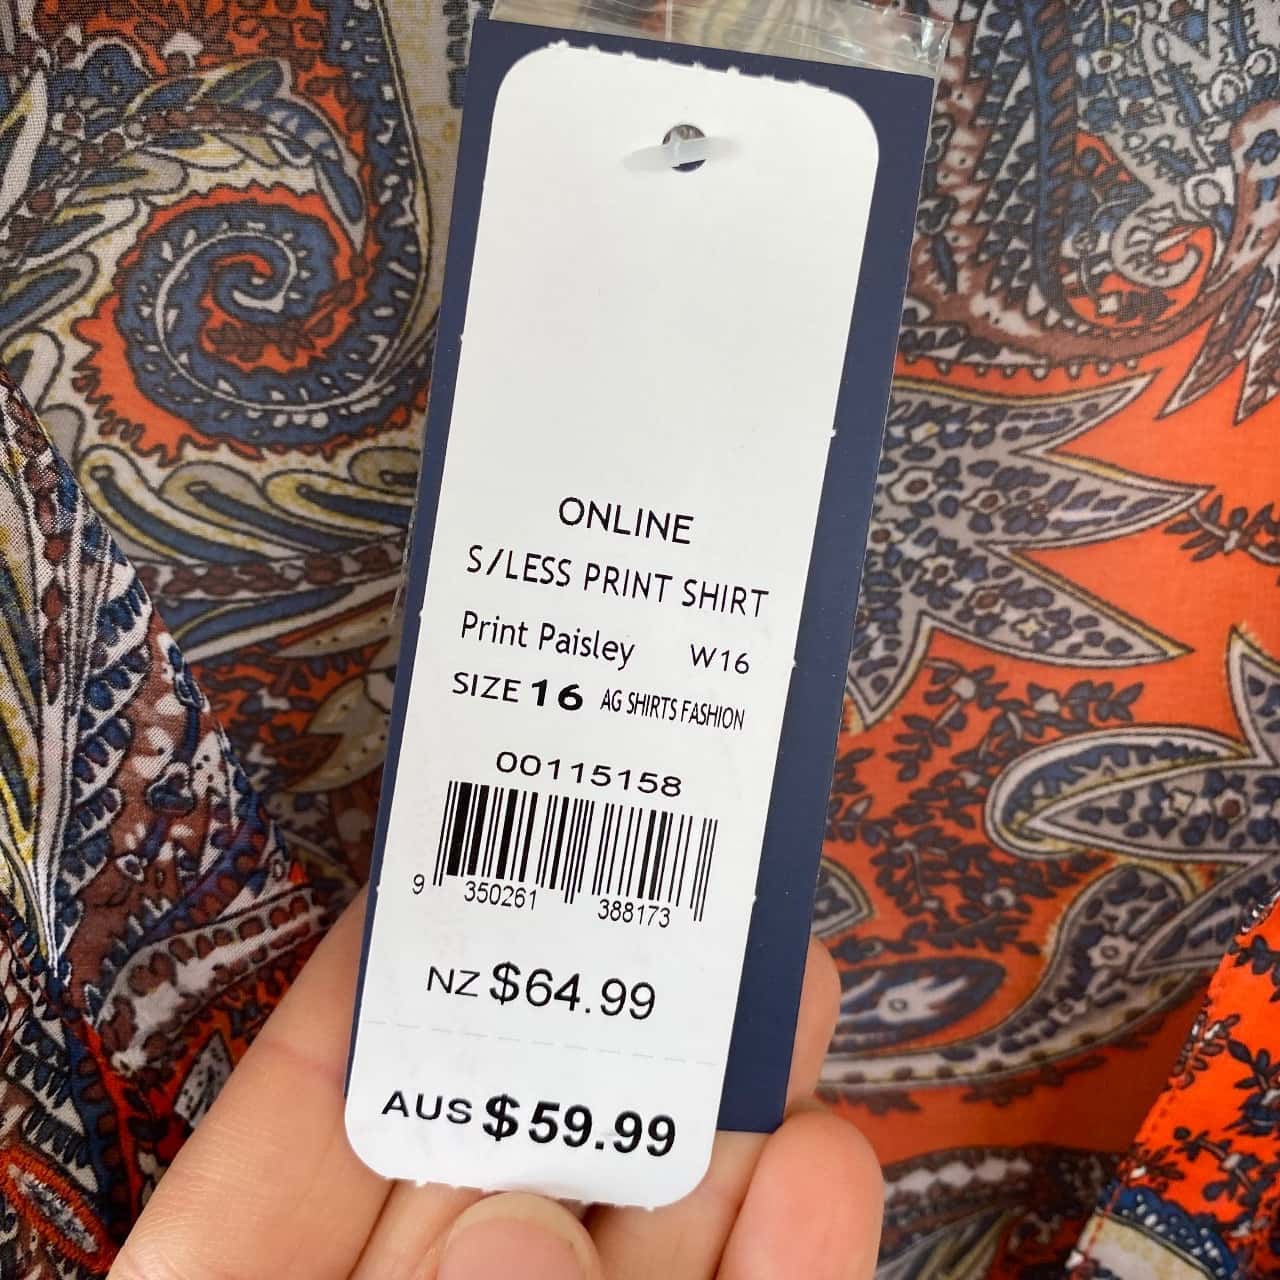 ONLINE
S/LESS PRINT SHIRT
Print Paisley W16
SIZE 16 AG SHIRTS FASHION
00115158
9 350261 388173
NZ $64.99
AUS $59.99